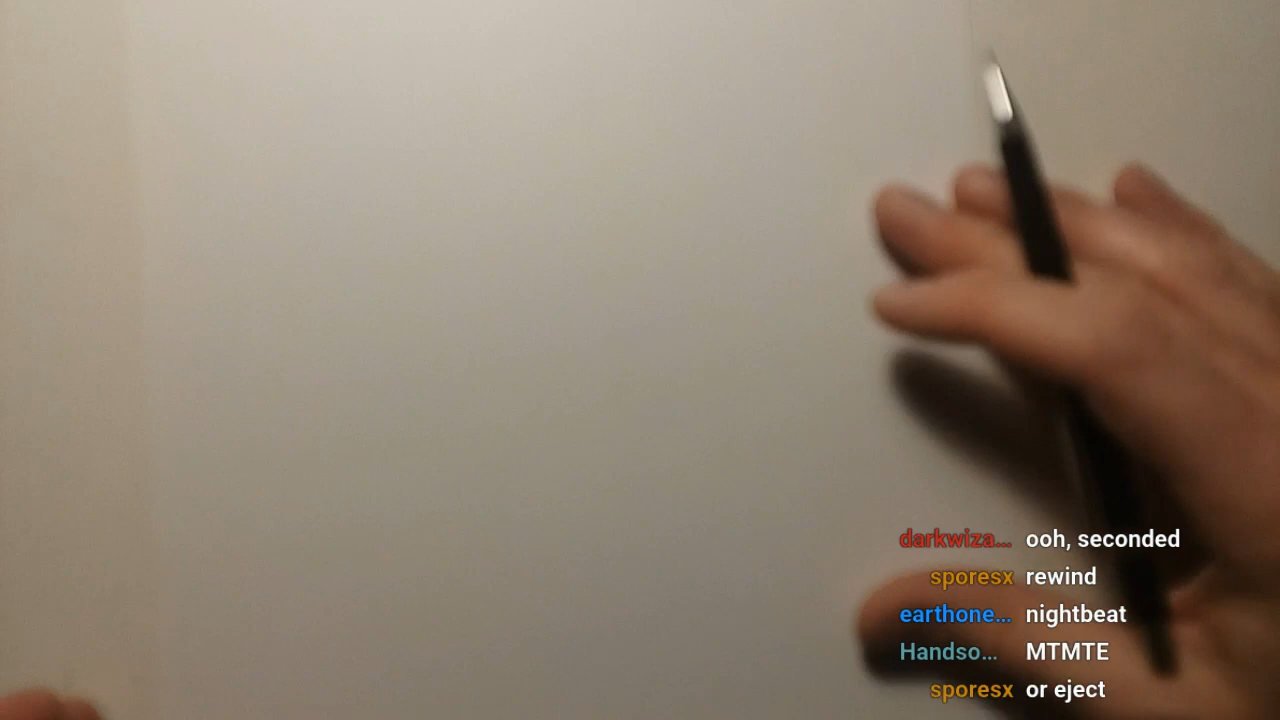 darkwiza... ooh, seconded
sporesx rewind
earthone... nightbeat
Handso... MTMTE
sporesx or eject